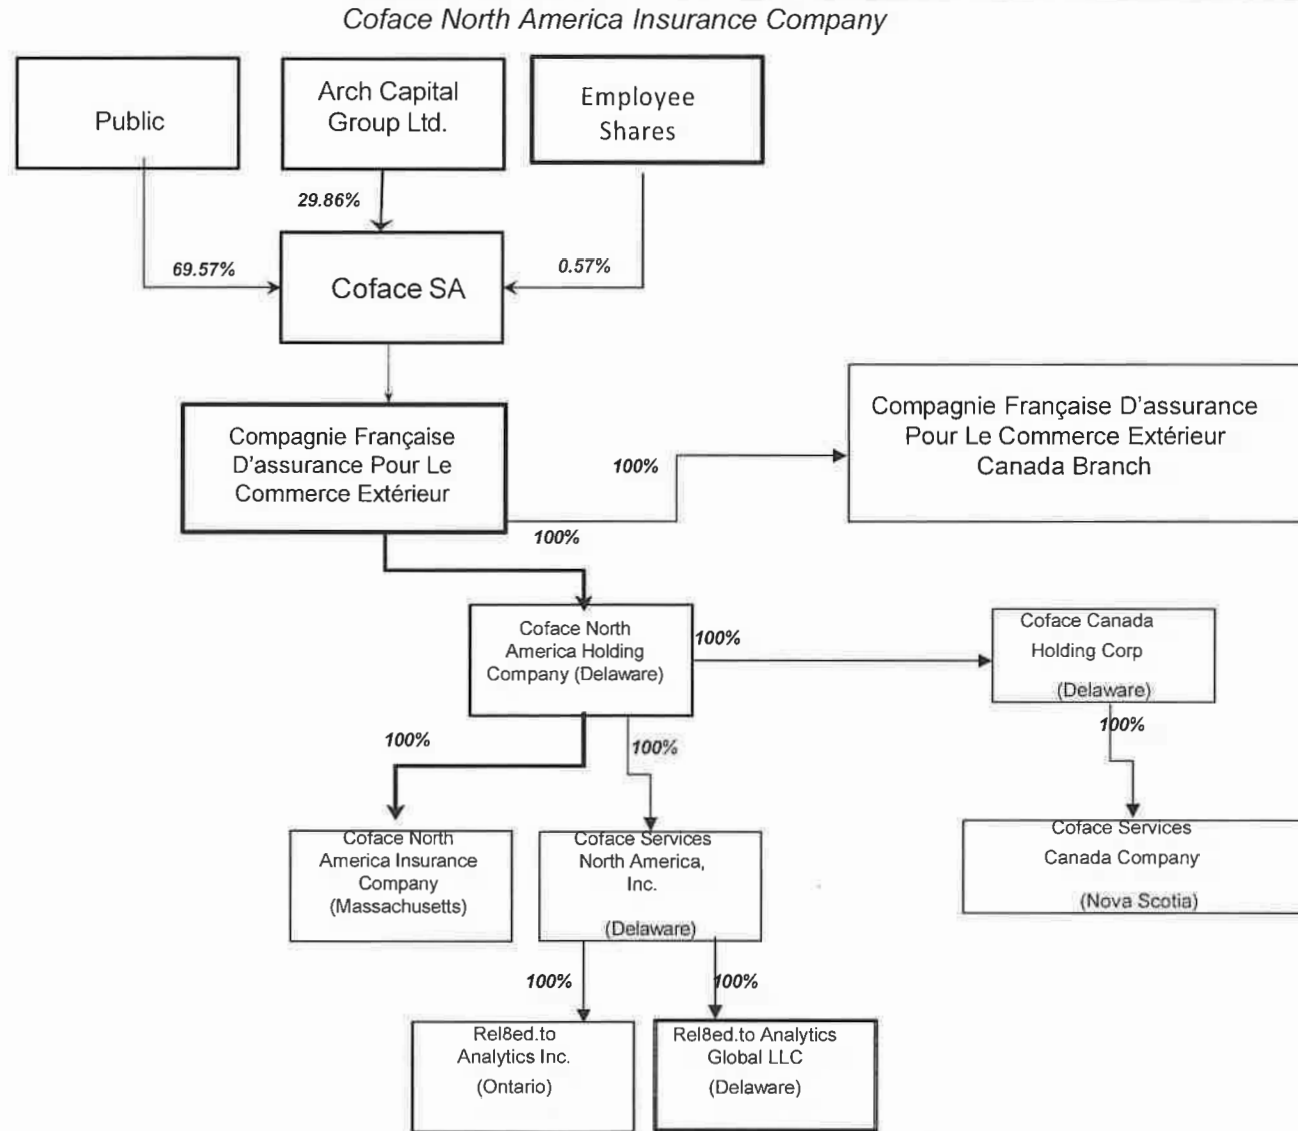 Coface North America Insurance Company
Public
Arch Capital
Group Ltd.
Employee
Shares
29.86%
69.57%
0.57%
Coface SA
Compagnie Française
D'assurance Pour Le
Commerce Extérieur
100%
Compagnie Française D'assurance
Pour Le Commerce Extérieur
Canada Branch
100%
Coface North
America Holding
Company (Delaware)
100%
Coface Canada
Holding Corp
(Delaware)
100%
100%
100%
Coface North
America Insurance
Company
(Massachusetts)
Coface Services
North America,
Inc.
(Delaware)
Coface Services
Canada Company
(Nova Scotia)
100%
100%
Rel8ed.to
Analytics Inc.
(Ontario)
Rel8ed.to Analytics
Global LLC
(Delaware)